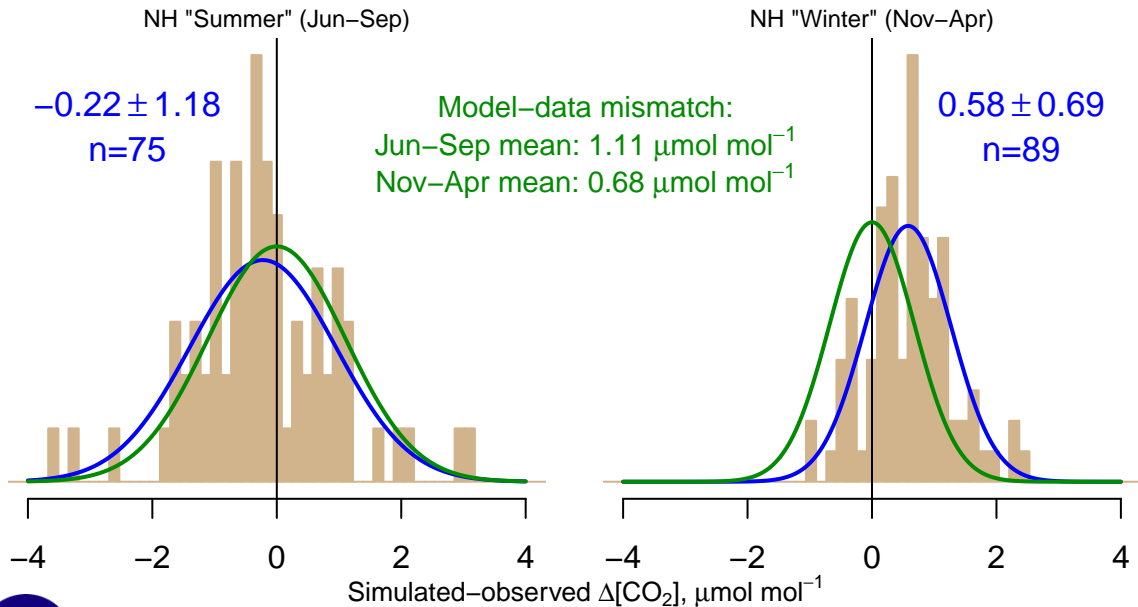 NH "Summer" (Jun−Sep)
−0.22 ± 1.18
n=75
Model−data mismatch:
Jun−Sep mean: 1.11 μmol mol⁻¹
Nov−Apr mean: 0.68 μmol mol⁻¹
NH "Winter" (Nov−Apr)
0.58 ± 0.69
n=89
−4 −2 0 2 4
−4 −2 0 2 4
Simulated−observed Δ[CO₂], μmol mol⁻¹